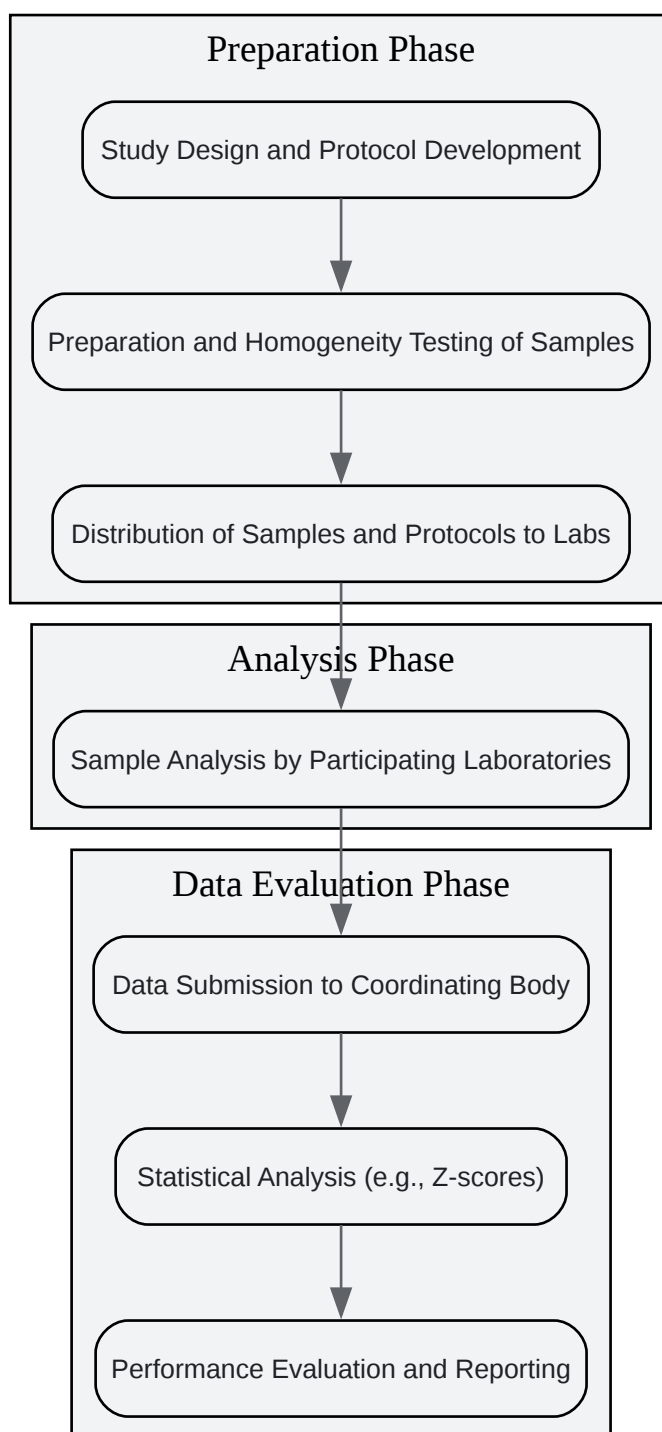 Preparation Phase
Study Design and Protocol Development
Preparation and Homogeneity Testing of Samples
Distribution of Samples and Protocols to Labs
Analysis Phase
Sample Analysis by Participating Laboratories
Data Evaluation Phase
Data Submission to Coordinating Body
Statistical Analysis (e.g., Z-scores)
Performance Evaluation and Reporting